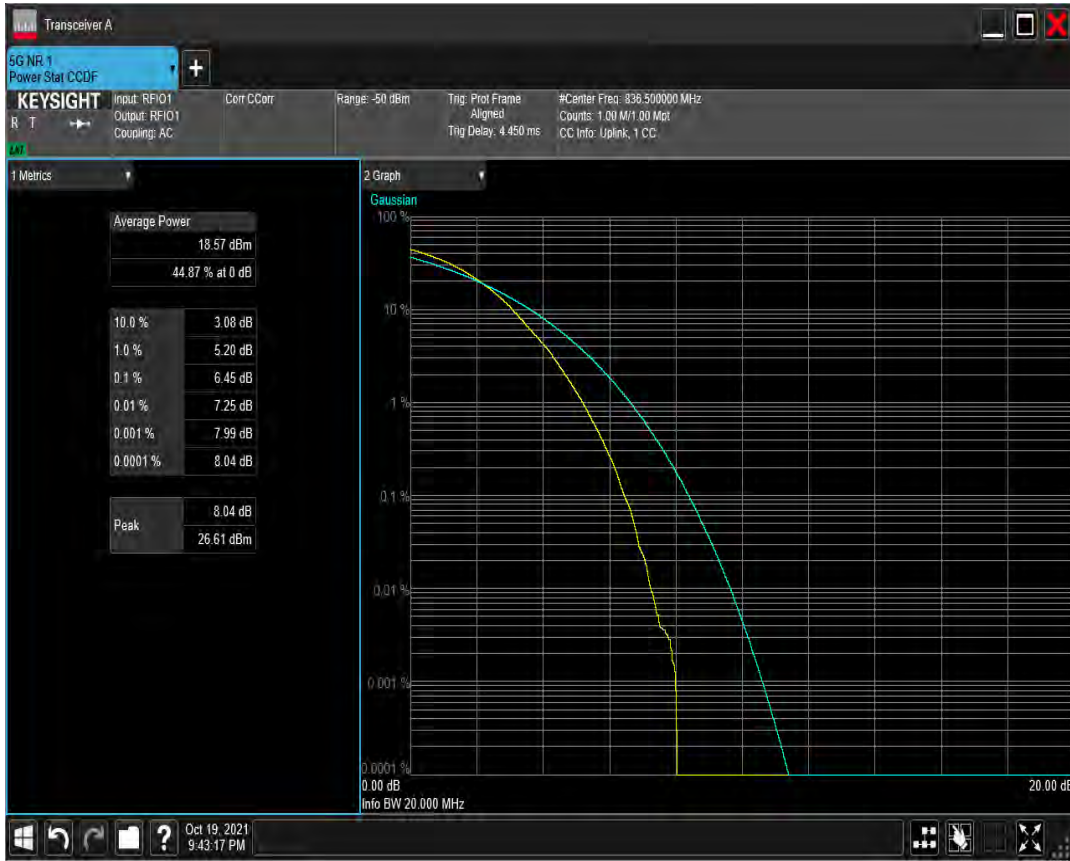 Transceiver A
5G NR 1
Power Stat CCDF
+
KEYSIGHT
R T
LXI
Input: RFIO1
Output: RFIO1
Coupling: AC
Corr CCorr
Range: -50 dBm
Trig: Prot Frame
Aligned
Trig Delay: 4.450 ms
#Center Freq: 836.500000 MHz
Counts: 1.00 M/1.00 Mpt
CC Info: Uplink, 1 CC
1 Metrics
Average Power
18.57 dBm
44.87 % at 0 dB
10.0 % 3.08 dB
1.0 % 5.20 dB
0.1 % 6.45 dB
0.01 % 7.25 dB
0.001 % 7.99 dB
0.0001 % 8.04 dB
Peak
8.04 dB
26.61 dBm
2 Graph
Gaussian
100 %
10 %
1 %
0.1 %
0.01 %
0.001 %
0.0001 %
0.00 dB
20.00 dB
Info BW 20.000 MHz
?
Oct 19, 2021
9:43:17 PM